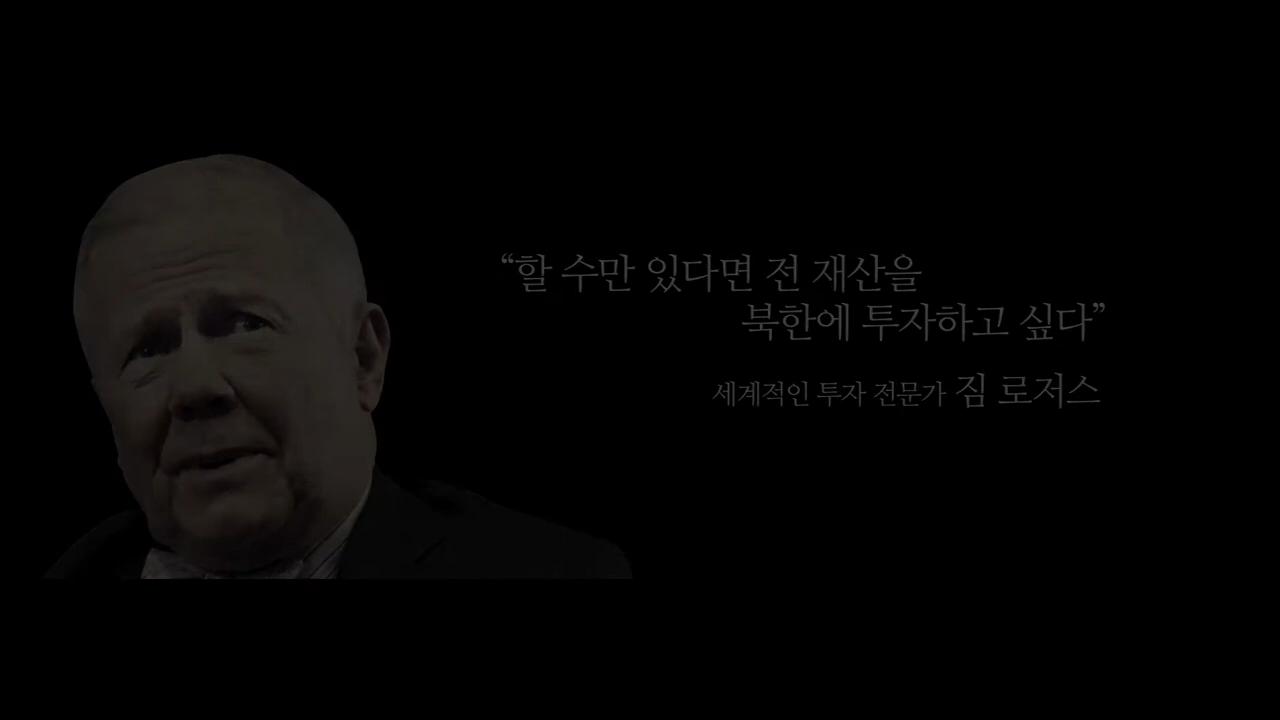 “할 수만 있다면 전 재산을
북한에 투자하고 싶다”
세계적인 투자 전문가 짐 로저스